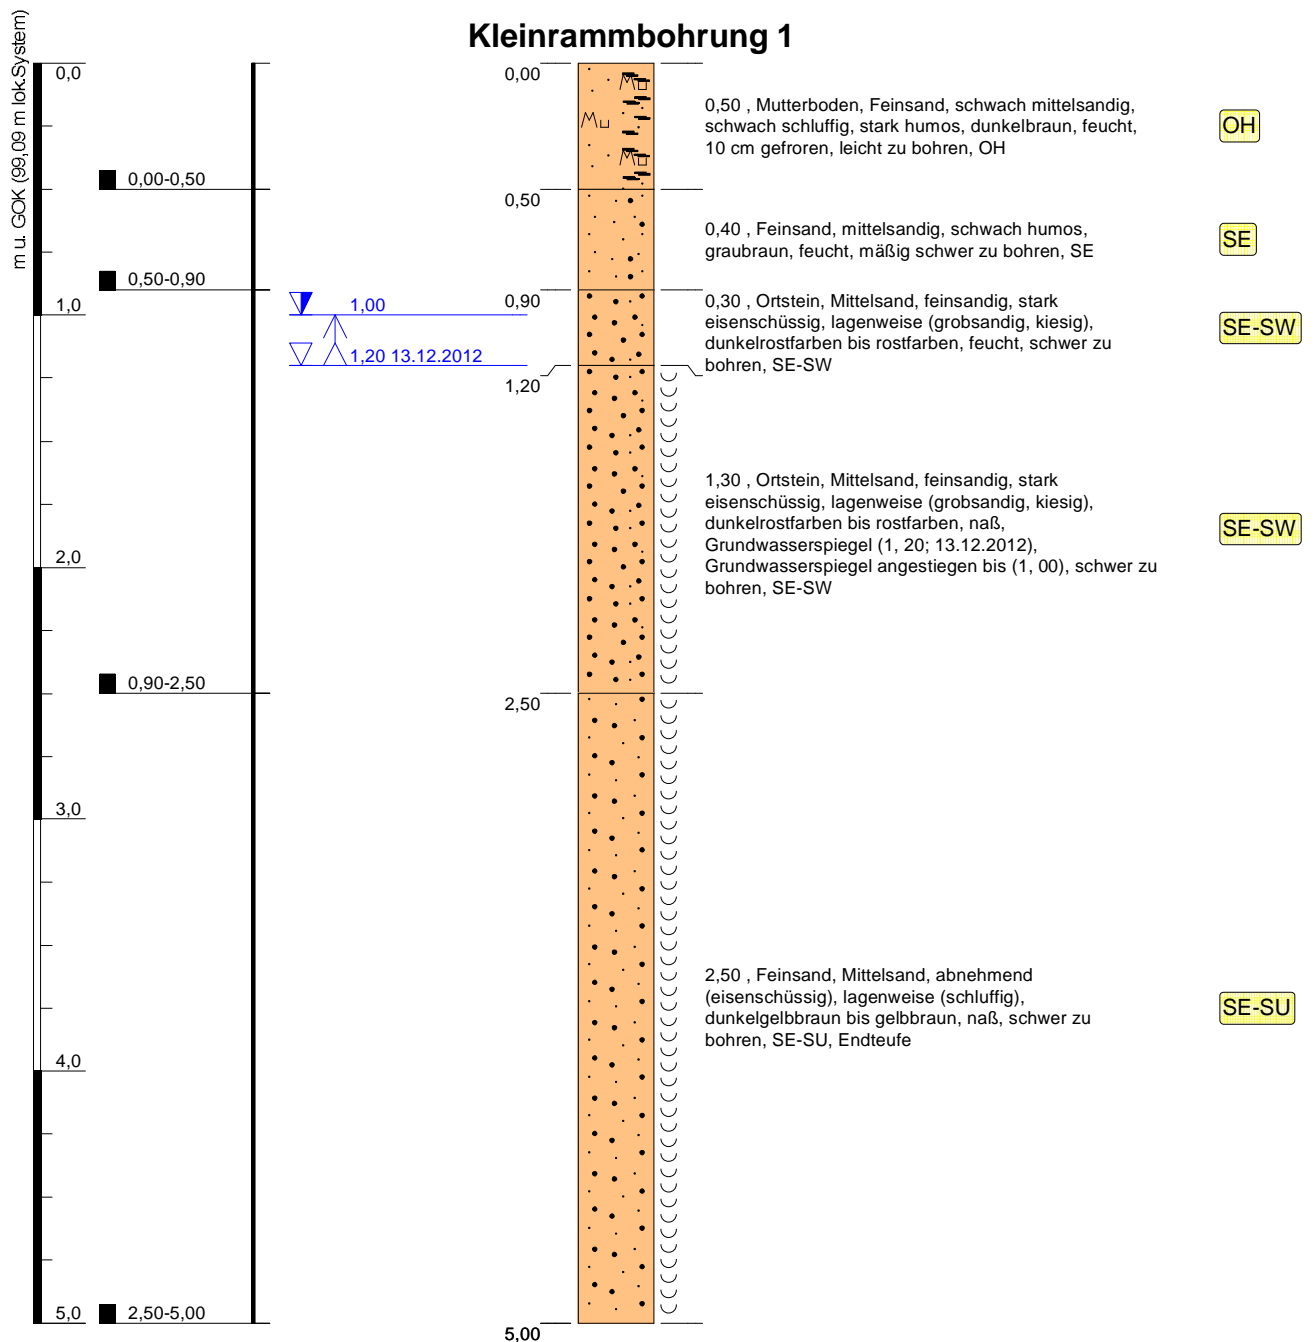 Kleinrammbohrung 1
m u. GOK (99,09 m lok.System)
0,0
0,00
0,50 , Mutterboden, Feinsand, schwach mittelsandig,
schwach schluffig, stark humos, dunkelbraun, feucht,
10 cm gefroren, leicht zu bohren, OH
OH
0,00-0,50
0,50
0,40 , Feinsand, mittelsandig, schwach humos,
graubraun, feucht, mäßig schwer zu bohren, SE
SE
0,50-0,90
0,90
1,0
1,00
1,20 13.12.2012
0,30 , Ortstein, Mittelsand, feinsandig, stark
eisenschüssig, lagenweise (grobsandig, kiesig),
dunkelrostfarben bis rostfarben, feucht, schwer zu
bohren, SE-SW
SE-SW
1,20
1,30 , Ortstein, Mittelsand, feinsandig, stark
eisenschüssig, lagenweise (grobsandig, kiesig),
dunkelrostfarben bis rostfarben, naß,
Grundwasserspiegel (1, 20; 13.12.2012),
Grundwasserspiegel angestiegen bis (1, 00), schwer zu
bohren, SE-SW
SE-SW
2,0
0,90-2,50
2,50
3,0
2,50 , Feinsand, Mittelsand, abnehmend
(eisenschüssig), lagenweise (schluffig),
dunkelgelbbraun bis gelbbraun, naß, schwer zu
bohren, SE-SU, Endteufe
SE-SU
4,0
5,0
2,50-5,00
5,00